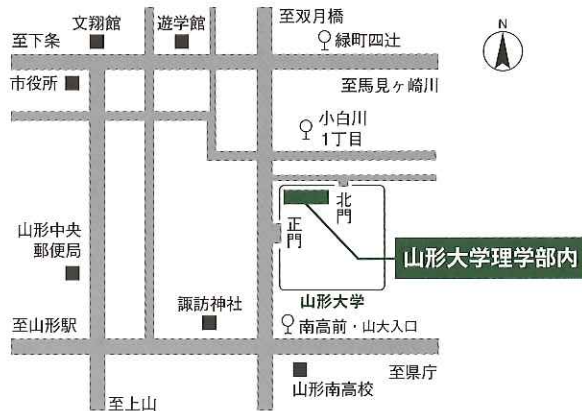 至双月橋
文翔館
遊学館
N
至下条
緑町四辻
市役所
至馬見ヶ崎川
小白川
1丁目
北門
正門
山形中央
郵便局
山形大学理学部内
山形大学
諏訪神社
至山形駅
南高前・山大入口
至県庁
山形南高校
至上山